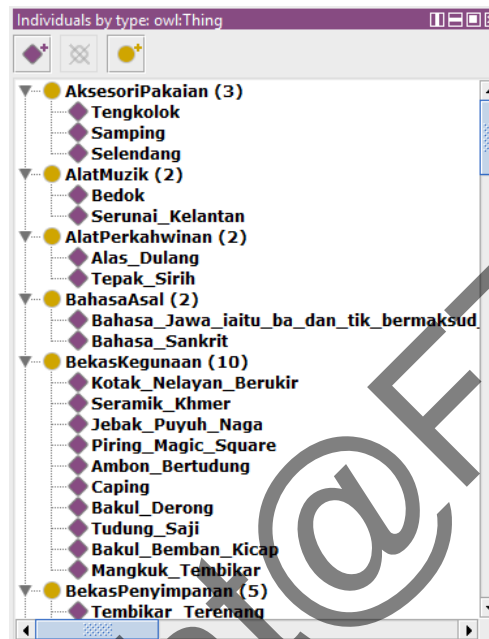 Individuals by type: owl:Thing
AksesoriPakaian (3)
Tengkolok
Samping
Selendang
AlatMuzik (2)
Bedok
Serunai_Kelantan
AlatPerkahwinan (2)
Alas_Dulang
Tepak_Sirih
BahasaAsal (2)
Bahasa_Jawa_iaitu_ba_dan_tik_bermaksud_
Bahasa_Sankrit
BekasKegunaan (10)
Kotak_Nelayan_Berukir
Seramik_Khmer
Jebak_Puyuh_Naga
Piring_Magic_Square
Ambon_Bertudung
Caping
Bakul_Derong
Tudung_Saji
Bakul_Bemban_Kicap
Mangkuk_Tembikar
BekasPenyimpanan (5)
Tembikar_Terenang